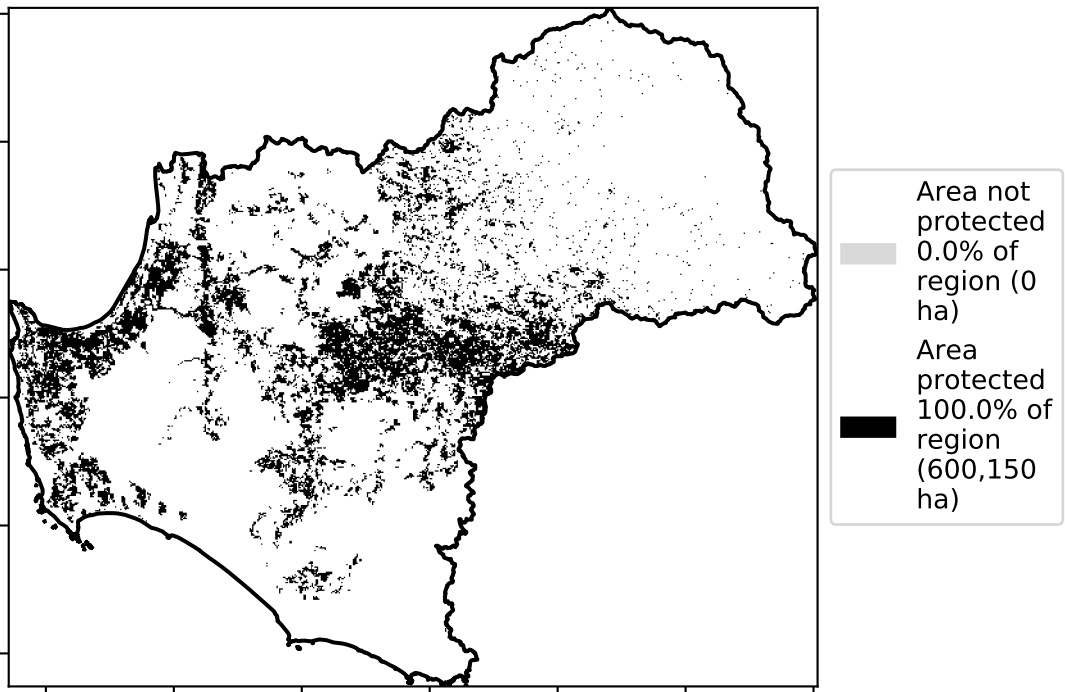 Area not
protected
0.0% of
region (0
ha)
Area
protected
100.0% of
region
(600,150
ha)